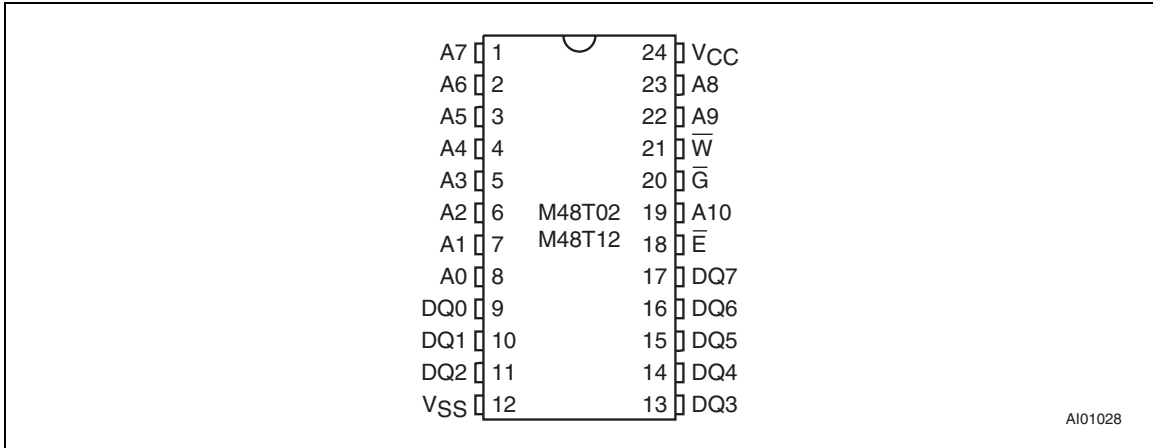 A7 1 24 VCC
A6 2 23 A8
A5 3 22 A9
A4 4 21 W̅
A3 5 20 G̅
A2 6 M48T02 19 A10
A1 7 M48T12 18 E̅
A0 8 17 DQ7
DQ0 9 16 DQ6
DQ1 10 15 DQ5
DQ2 11 14 DQ4
VSS 12 13 DQ3
AI01028